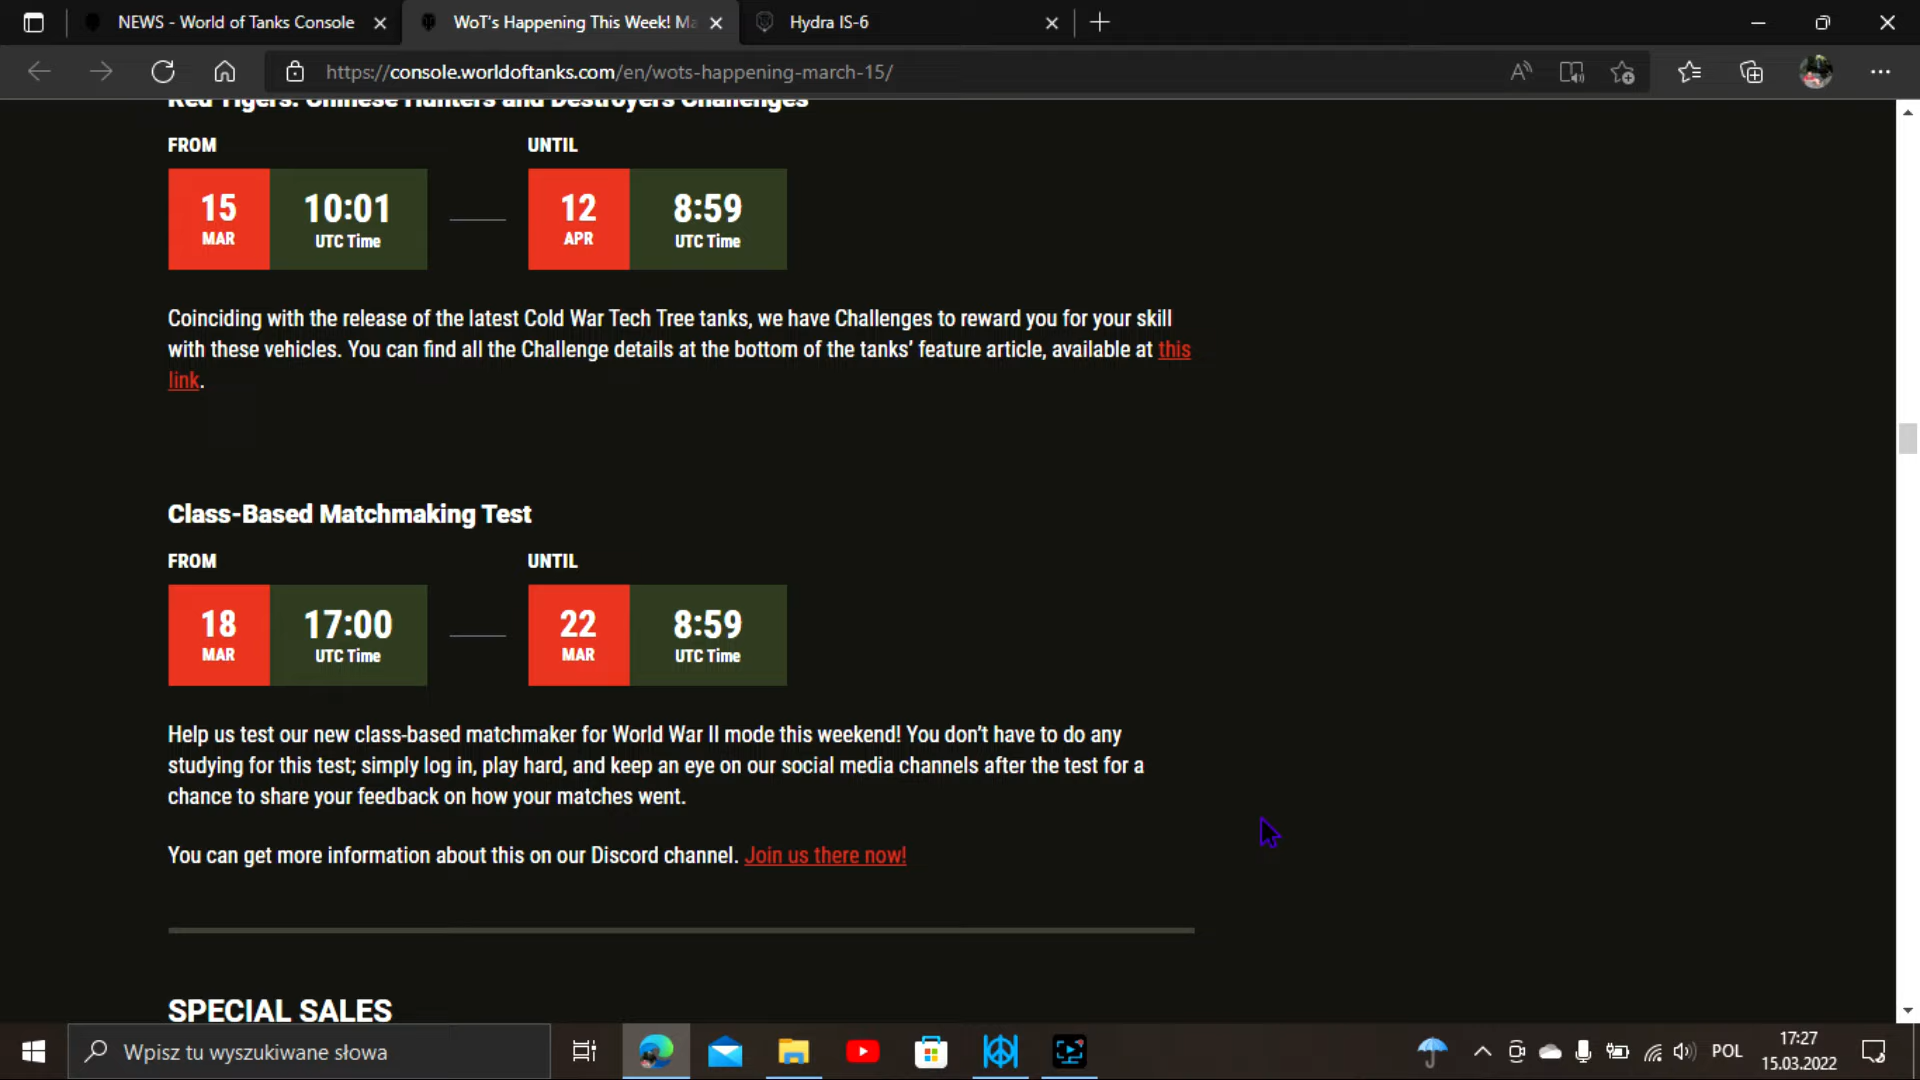 NEWS - World of Tanks Console
WoT's Happening This Week! Ma
Hydra IS-6
https://console.worldoftanks.com/en/wots-happening-march-15/
Red Tigers: Chinese Hunters and Destroyers Challenges
FROM
UNTIL
15
MAR
10:01
UTC Time
12
APR
8:59
UTC Time
Coinciding with the release of the latest Cold War Tech Tree tanks, we have Challenges to reward you for your skill
with these vehicles. You can find all the Challenge details at the bottom of the tanks’ feature article, available at this
link.
Class-Based Matchmaking Test
FROM
UNTIL
18
MAR
17:00
UTC Time
22
MAR
8:59
UTC Time
Help us test our new class-based matchmaker for World War II mode this weekend! You don’t have to do any
studying for this test; simply log in, play hard, and keep an eye on our social media channels after the test for a
chance to share your feedback on how your matches went.
You can get more information about this on our Discord channel. Join us there now!
SPECIAL SALES
Wpisz tu wyszukiwane słowa
POL
17:27
15.03.2022